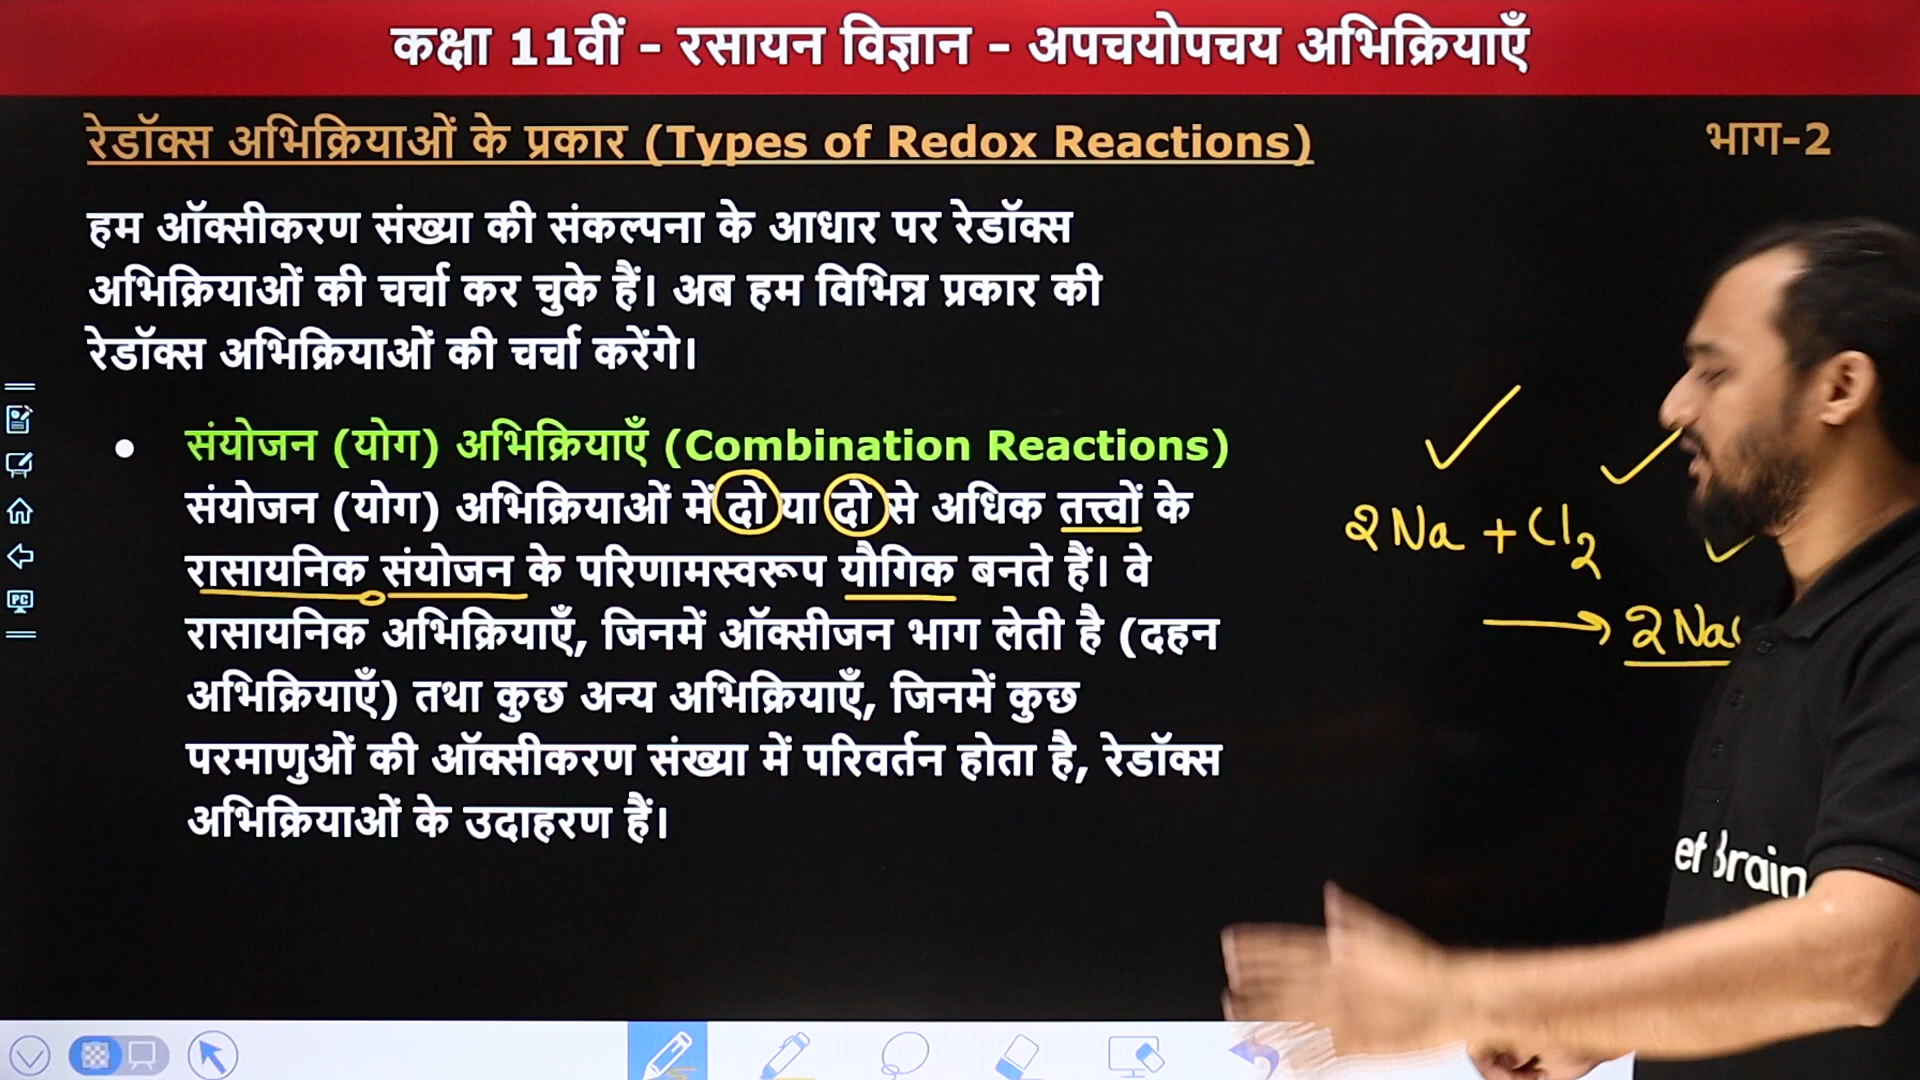 कक्षा 11वीं - रसायन विज्ञान - अपचयोपचय अभिक्रियाएँ
रेडॉक्स अभिक्रियाओं के प्रकार (Types of Redox Reactions)
भाग-2
हम ऑक्सीकरण संख्या की संकल्पना के आधार पर रेडॉक्स
अभिक्रियाओं की चर्चा कर चुके हैं। अब हम विभिन्न प्रकार की
रेडॉक्स अभिक्रियाओं की चर्चा करेंगे।
• संयोजन (योग) अभिक्रियाएँ (Combination Reactions)
संयोजन (योग) अभिक्रियाओं में दो या दो से अधिक तत्त्वों के
रासायनिक संयोजन के परिणामस्वरूप यौगिक बनते हैं। वे
रासायनिक अभिक्रियाएँ, जिनमें ऑक्सीजन भाग लेती है (दहन
अभिक्रियाएँ) तथा कुछ अन्य अभिक्रियाएँ, जिनमें कुछ
परमाणुओं की ऑक्सीकरण संख्या में परिवर्तन होता है, रेडॉक्स
अभिक्रियाओं के उदाहरण हैं।
2Na + Cl₂
→ 2Na
PC
et Brain